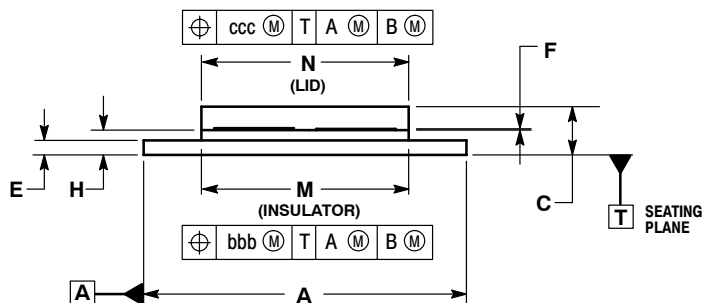 ⌖ ccc Ⓜ T A Ⓜ B Ⓜ
N
(LID)
F
E
H
M
(INSULATOR)
C
T SEATING
PLANE
⌖ bbb Ⓜ T A Ⓜ B Ⓜ
A
A